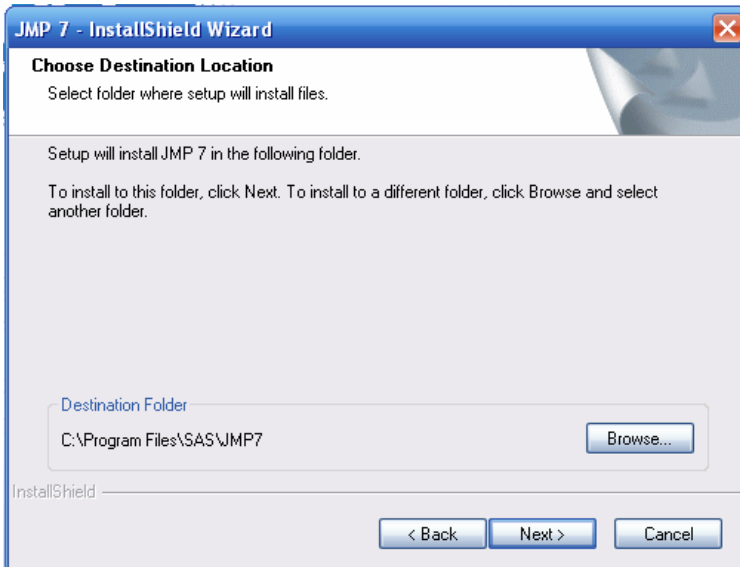 JMP 7 - InstallShield Wizard
Choose Destination Location
Select folder where setup will install files.
Setup will install JMP 7 in the following folder.
To install to this folder, click Next. To install to a different folder, click Browse and select
another folder.
Destination Folder
C:\Program Files\SAS\JMP7
Browse...
InstallShield
< Back
Next >
Cancel